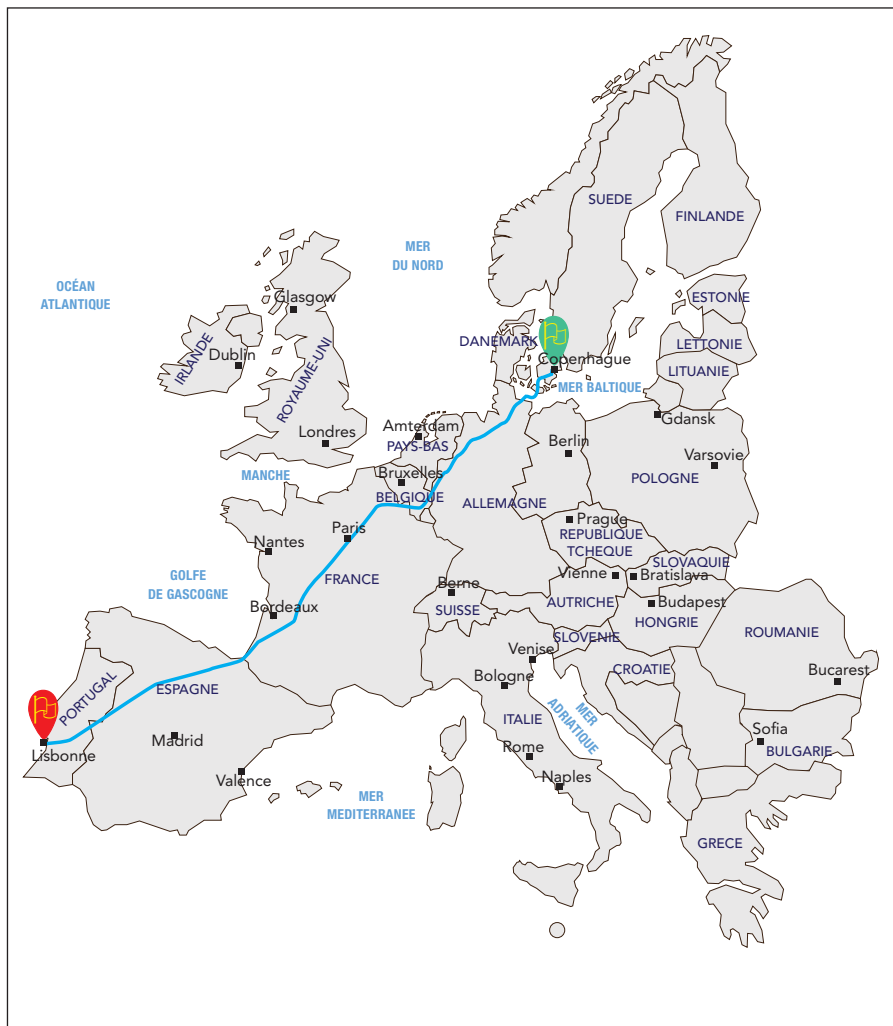 SUEDE
FINLANDE
MER
DU NORD
OCÉAN
ATLANTIQUE
Glasgow
ESTONIE
DANEMARK
LETTONIE
IRLANDE
Dublin
ROYAUME-UNI
Copenhague
LITUANIE
MER BALTIQUE
Gdansk
Amterdam
Londres
PAYS-BAS
Berlin
Varsovie
MANCHE
Bruxelles
BELGIQUE
ALLEMAGNE
POLOGNE
Prague
REPUBLIQUE
TCHEQUE
Paris
Nantes
SLOVAQUIE
GOLFE
DE GASCOGNE
FRANCE
Berne
Vienne
Bratislava
Bordeaux
SUISSE
AUTRICHE
Budapest
HONGRIE
SLOVENIE
ROUMANIE
Venise
CROATIE
PORTUGAL
ESPAGNE
Bologne
Bucarest
MER
ADRIATIQUE
ITALIE
Lisbonne
Madrid
Rome
Sofia
BULGARIE
Valence
Naples
MER
MEDITERRANEE
GRECE